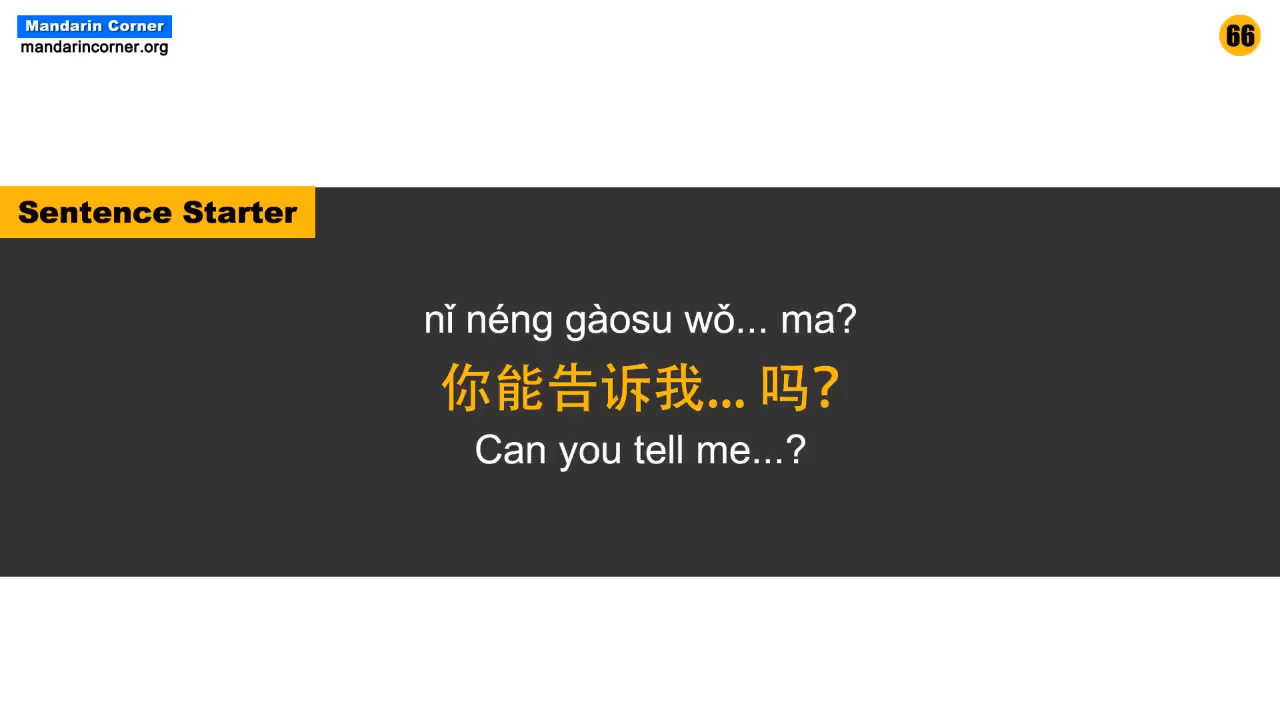 Mandarin Corner
mandarincorner.org
66
Sentence Starter
nǐ néng gàosu wǒ... ma?
你能告诉我... 吗?
Can you tell me...?